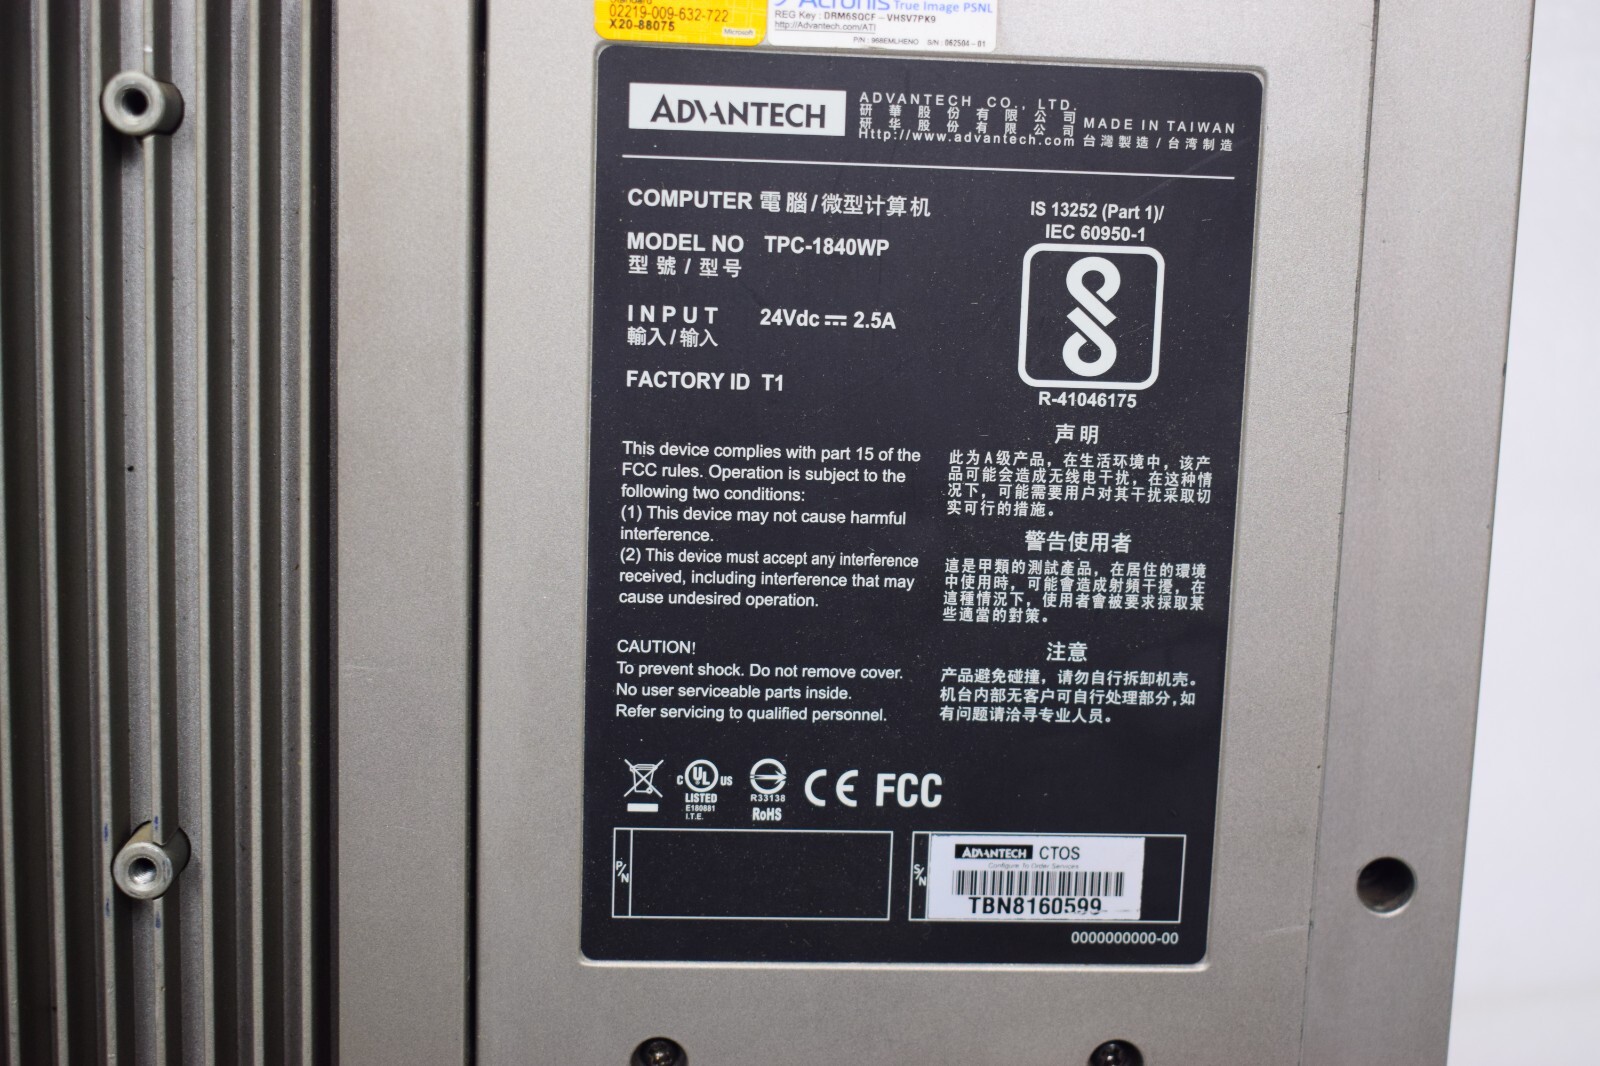 02219-009-632-722
X20-88075
Microsoft
Acronis True Image PSNL
REG Key : DRM6SQCF - VHSV7PK9
http://Advantech.com/ATI
P/N : 968EMLHENO S/N : 062504 - 01
ADVANTECH
ADVANTECH CO., LTD.
研華股份有限公司
研华股份有限公司
Http://www.advantech.com
MADE IN TAIWAN
台灣製造 / 台湾制造
COMPUTER 電腦 / 微型计算机
MODEL NO TPC-1840WP
型號 / 型号
INPUT 24Vdc ⎓ 2.5A
輸入 / 输入
FACTORY ID T1
IS 13252 (Part 1)/
IEC 60950-1
R-41046175
This device complies with part 15 of the
FCC rules. Operation is subject to the
following two conditions:
(1) This device may not cause harmful
interference.
(2) This device must accept any interference
received, including interference that may
cause undesired operation.
CAUTION!
To prevent shock. Do not remove cover.
No user serviceable parts inside.
Refer servicing to qualified personnel.
声明
此为A级产品，在生活环境中，该产
品可能会造成无线电干扰，在这种情
况下，可能需要用户对其干扰采取切
实可行的措施。
警告使用者
這是甲類的測試產品，在居住的環境
中使用時，可能會造成射頻干擾，在
這種情況下，使用者會被要求採取某
些適當的對策。
注意
产品避免碰撞，请勿自行拆卸机壳。
机台内部无客户可自行处理部分，如
有问题请洽寻专业人员。
c UL us
LISTED
E180881
I.T.E.
R33138
RoHS
CE FCC
P/N
S/N
ADVANTECH CTOS
Configure To Order Services
TBN8160599
0000000000-00